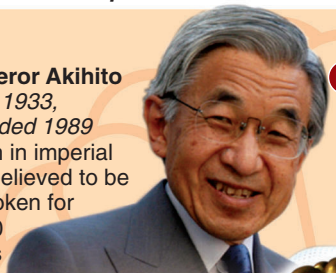 eror Akihito
1933,
ded 1989
in imperial
elieved to be
oken for